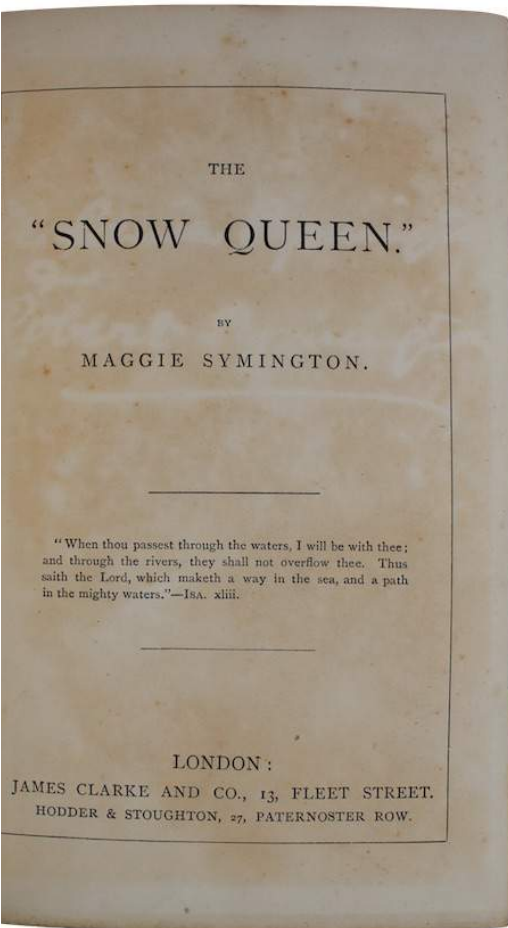 THE
“SNOW QUEEN.”
BY
MAGGIE SYMINGTON.
“When thou passest through the waters, I will be with thee;
and through the rivers, they shall not overflow thee. Thus
saith the Lord, which maketh a way in the sea, and a path
in the mighty waters.”—ISA. xliii.
LONDON:
JAMES CLARKE AND CO., 13, FLEET STREET.
HODDER & STOUGHTON, 27, PATERNOSTER ROW.